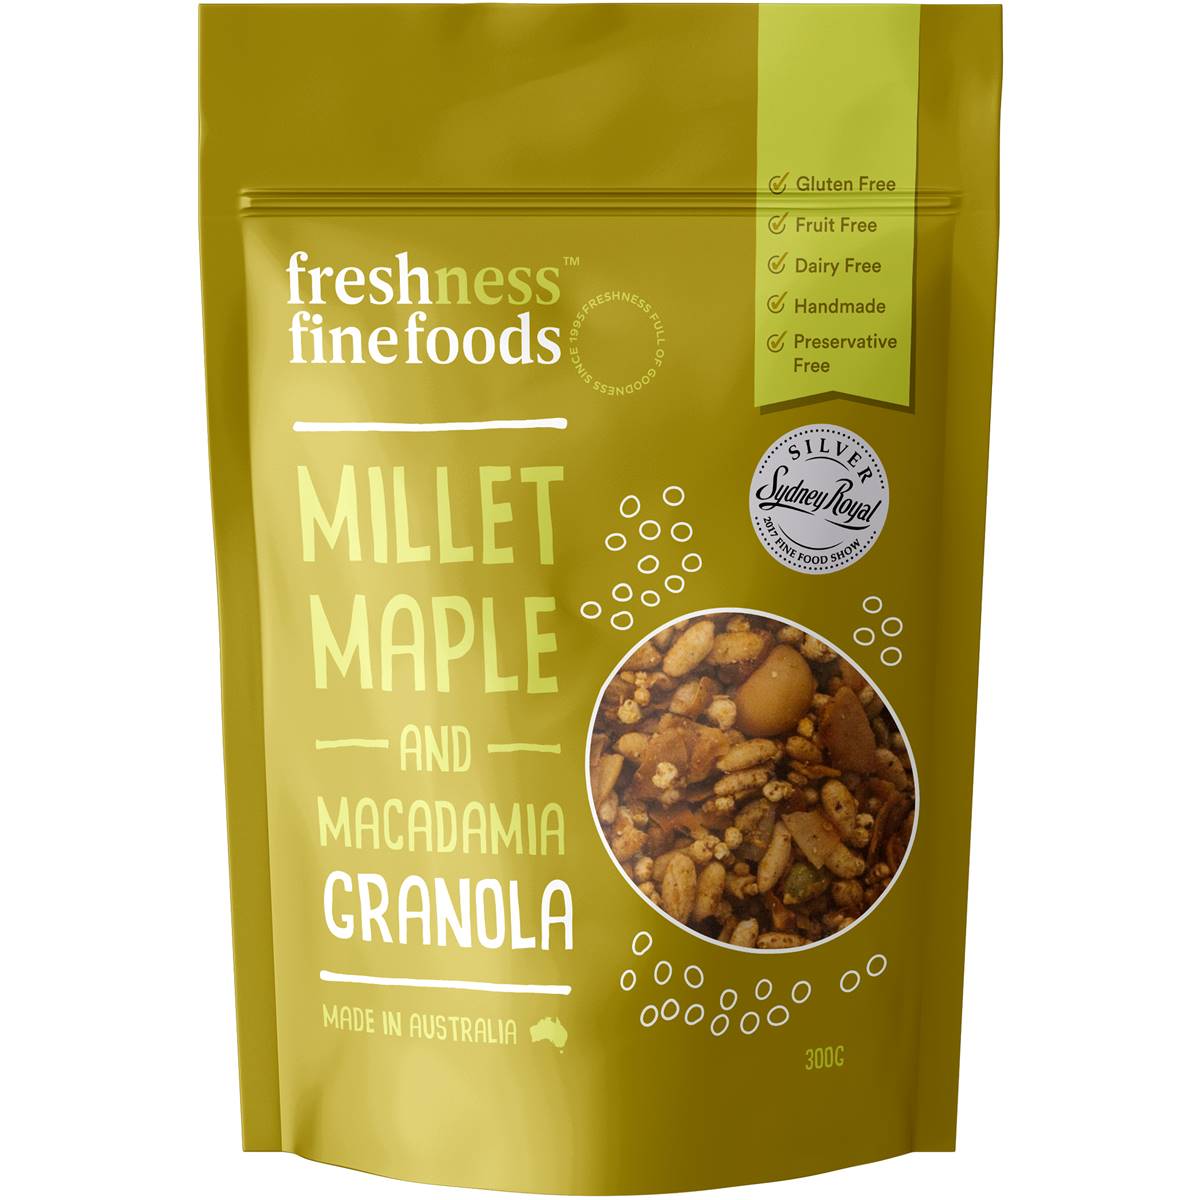 freshness™
finefoods
FRESHNESS FULL OF GOODNESS SINCE 1995
MILLET
MAPLE
AND
MACADAMIA
GRANOLA
MADE IN AUSTRALIA
Gluten Free
Fruit Free
Dairy Free
Handmade
Preservative
Free
SILVER
Sydney Royal
2017 FINE FOOD SHOW
300G